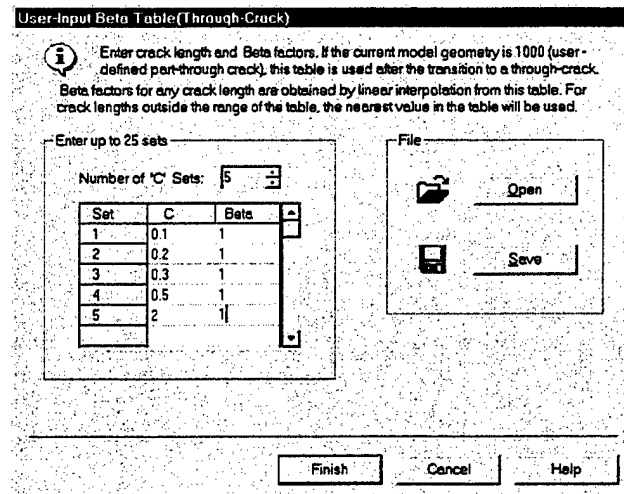 User-Input Beta Table(Through-Crack)
Enter crack length and Beta factors. If the current model geometry is 1000 (user-
defined part-through crack), this table is used after the transition to a through-crack.
Beta factors for any crack length are obtained by linear interpolation from this table. For
crack lengths outside the range of the table, the nearest value in the table will be used.
Enter up to 25 sets
Number of 'C' Sets: 5
Set C Beta
1 0.1 1
2 0.2 1
3 0.3 1
4 0.5 1
5 2 1
File
Open
Save
Finish Cancel Help